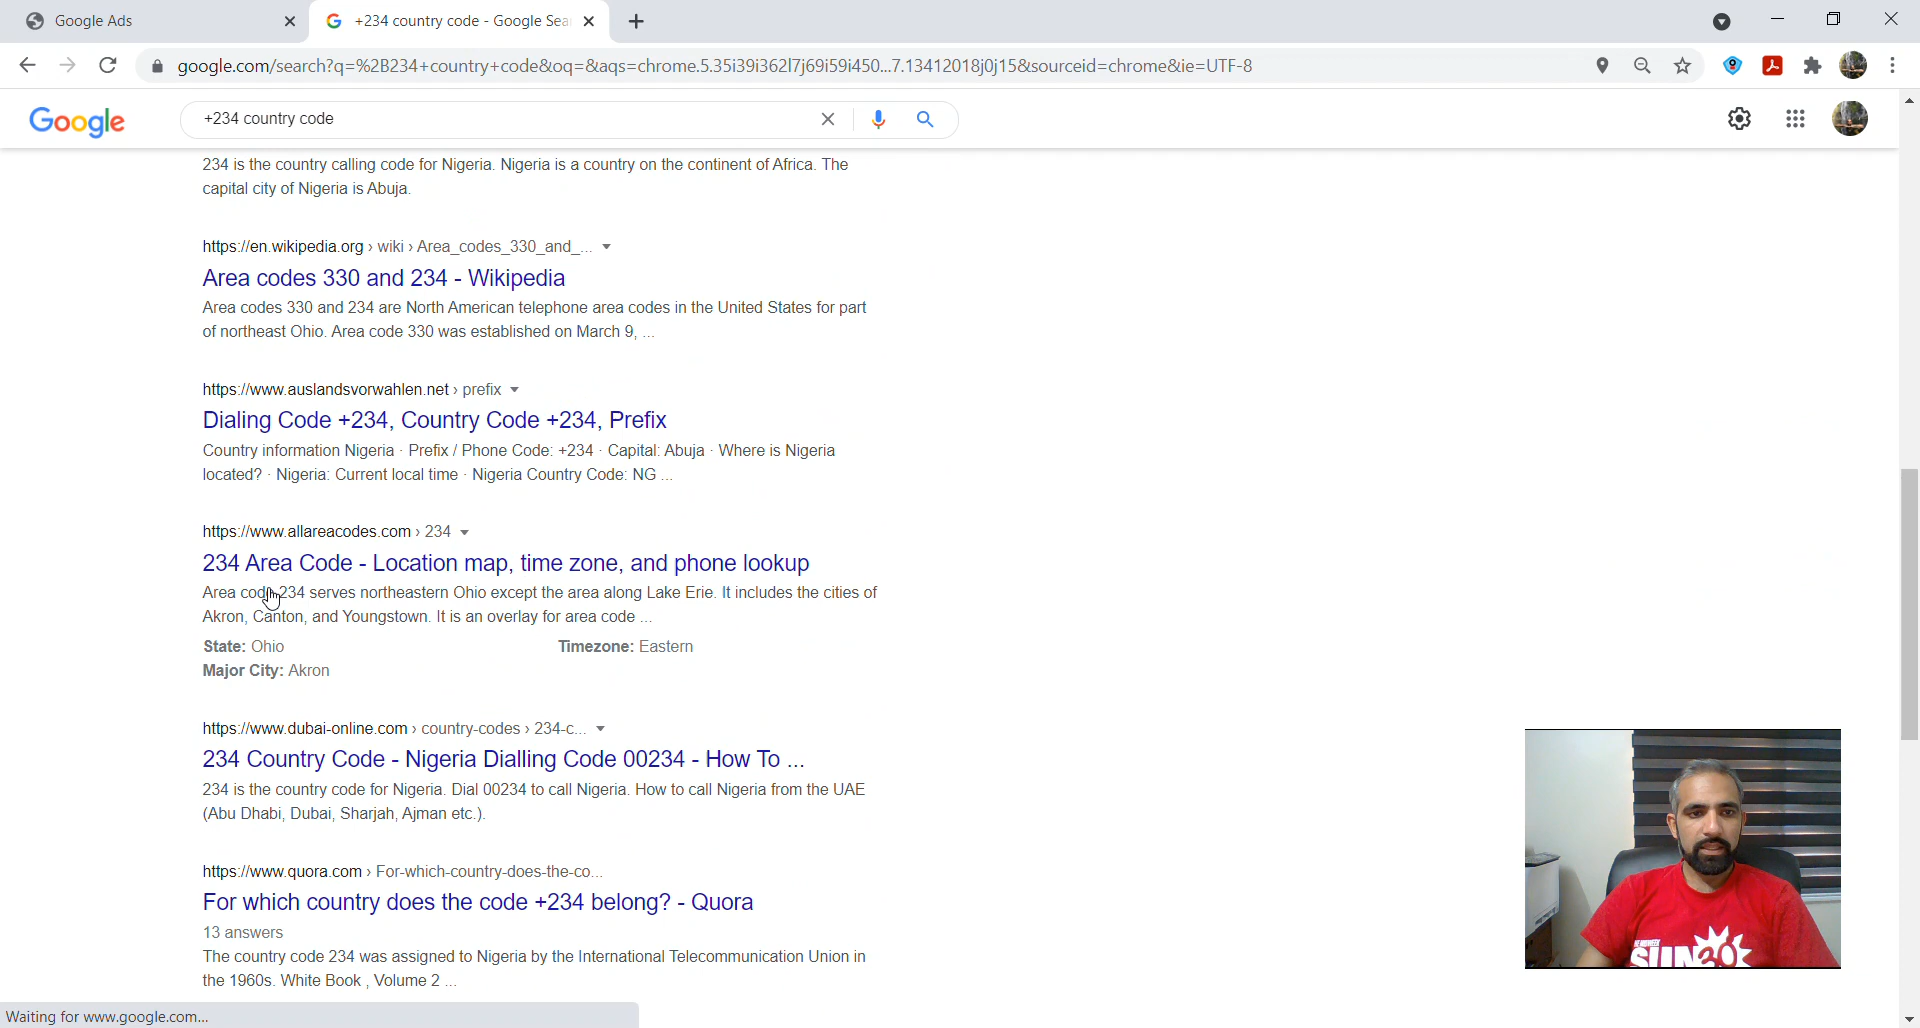 Google Ads
+234 country code - Google Sea
google.com/search?q=%2B234+country+code&oq=&aqs=chrome.5.35i39i362l7j69i59i450...7.13412018j0j15&sourceid=chrome&ie=UTF-8
Google
+234 country code
234 is the country calling code for Nigeria. Nigeria is a country on the continent of Africa. The
capital city of Nigeria is Abuja.
https://en.wikipedia.org › wiki › Area_codes_330_and_...
Area codes 330 and 234 - Wikipedia
Area codes 330 and 234 are North American telephone area codes in the United States for part
of northeast Ohio. Area code 330 was established on March 9, ...
https://www.auslandsvorwahlen.net › prefix
Dialing Code +234, Country Code +234, Prefix
Country information Nigeria · Prefix / Phone Code: +234 · Capital: Abuja · Where is Nigeria
located? · Nigeria: Current local time · Nigeria Country Code: NG ...
https://www.allareacodes.com › 234
234 Area Code - Location map, time zone, and phone lookup
Area code 234 serves northeastern Ohio except the area along Lake Erie. It includes the cities of
Akron, Canton, and Youngstown. It is an overlay for area code ...
State: Ohio Timezone: Eastern
Major City: Akron
https://www.dubai-online.com › country-codes › 234-c...
234 Country Code - Nigeria Dialling Code 00234 - How To ...
234 is the country code for Nigeria. Dial 00234 to call Nigeria. How to call Nigeria from the UAE
(Abu Dhabi, Dubai, Sharjah, Ajman etc.).
https://www.quora.com › For-which-country-does-the-co...
For which country does the code +234 belong? - Quora
13 answers
The country code 234 was assigned to Nigeria by the International Telecommunication Union in
the 1960s. White Book , Volume 2 ...
Waiting for www.google.com...